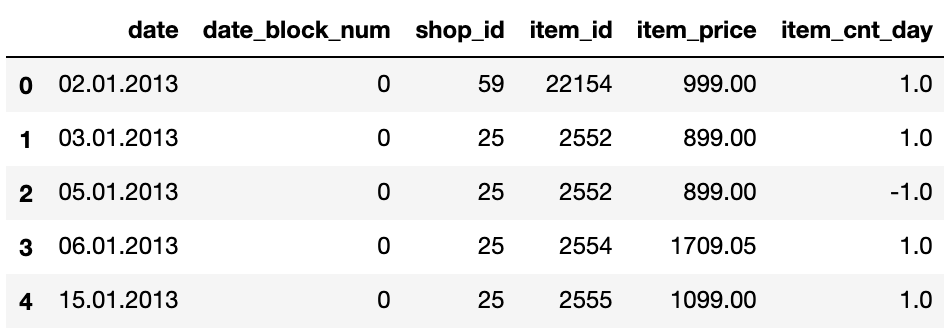 date date_block_num shop_id item_id item_price item_cnt_day
0 02.01.2013 0 59 22154 999.00 1.0
1 03.01.2013 0 25 2552 899.00 1.0
2 05.01.2013 0 25 2552 899.00 -1.0
3 06.01.2013 0 25 2554 1709.05 1.0
4 15.01.2013 0 25 2555 1099.00 1.0